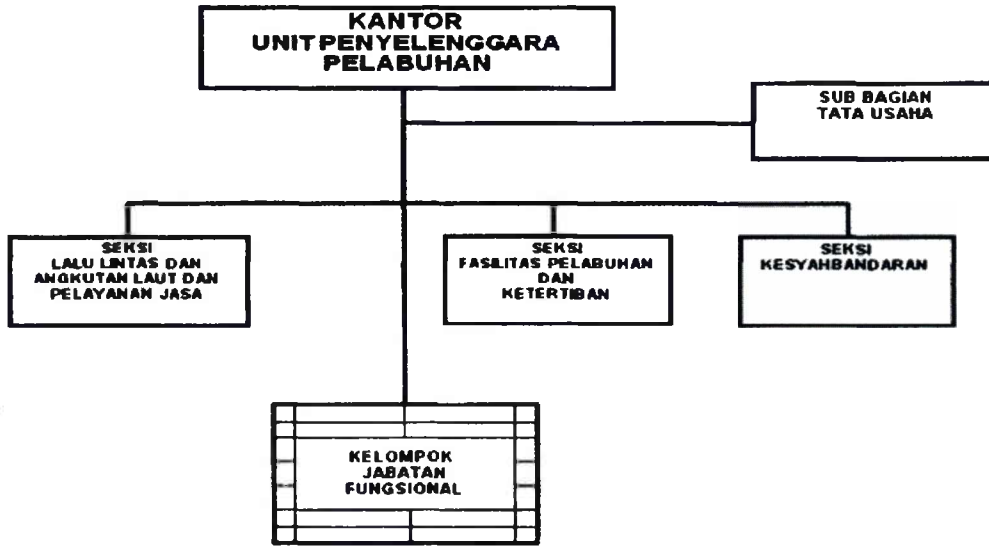 KANTOR
UNIT PENYELENGGARA
PELABUHAN
SUB BAGIAN
TATA USAHA
SEKSI
LALU LINTAS DAN
ANGKUTAN LAUT DAN
PELAYANAN JASA
SEKSI
FASILITAS PELABUHAN
DAN
KETERTIBAN
SEKSI
KESYAHBANDARAN
KELOMPOK
JABATAN
FUNGSIONAL